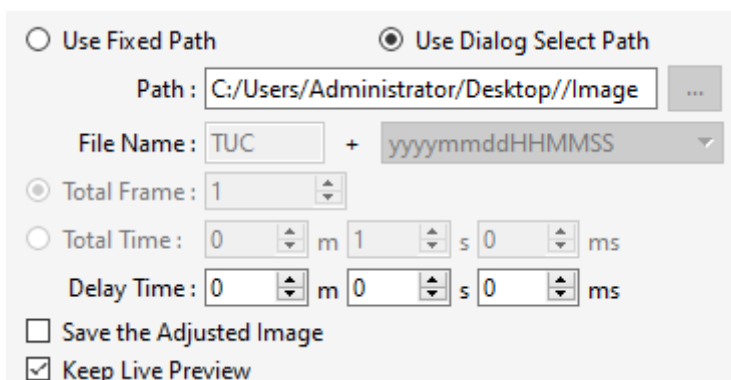 Use Fixed Path Use Dialog Select Path
Path : C:/Users/Administrator/Desktop//Image ...
File Name : TUC + yyyymmddHHMMSS
Total Frame : 1
Total Time : 0 m 1 s 0 ms
Delay Time : 0 m 0 s 0 ms
Save the Adjusted Image
Keep Live Preview